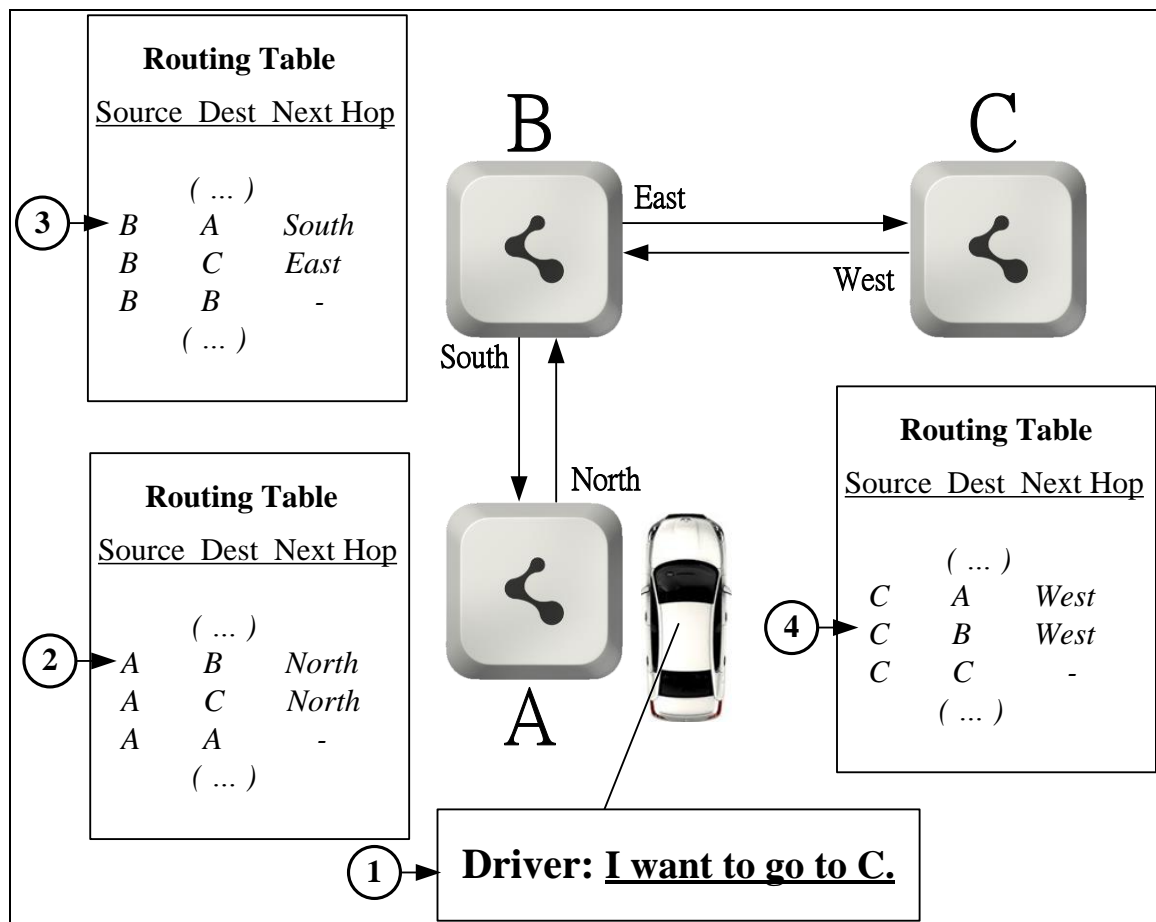 Routing Table
Source Dest Next Hop
( ... )
3
B A South
B C East
B B -
( ... )
B
C
East
West
South
North
A
Routing Table
Source Dest Next Hop
( ... )
2
A B North
A C North
A A -
( ... )
Routing Table
Source Dest Next Hop
( ... )
C A West
4
C B West
C C -
( ... )
1
Driver: I want to go to C.